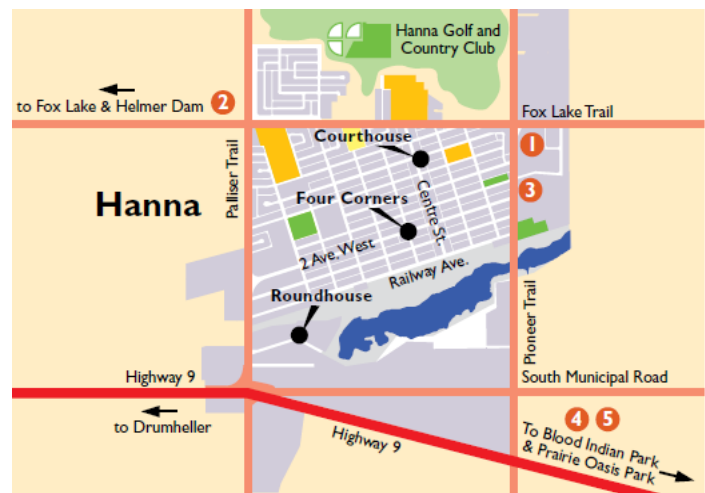 Hanna Golf and
Country Club
to Fox Lake & Helmer Dam 2
Fox Lake Trail
Courthouse
1
Palliser Trail
Hanna
Four Corners
Centre St.
3
2 Ave. West
Railway Ave.
Roundhouse
Pioneer Trail
Highway 9
South Municipal Road
to Drumheller
Highway 9
4 5
To Blood Indian Park
& Prairie Oasis Park